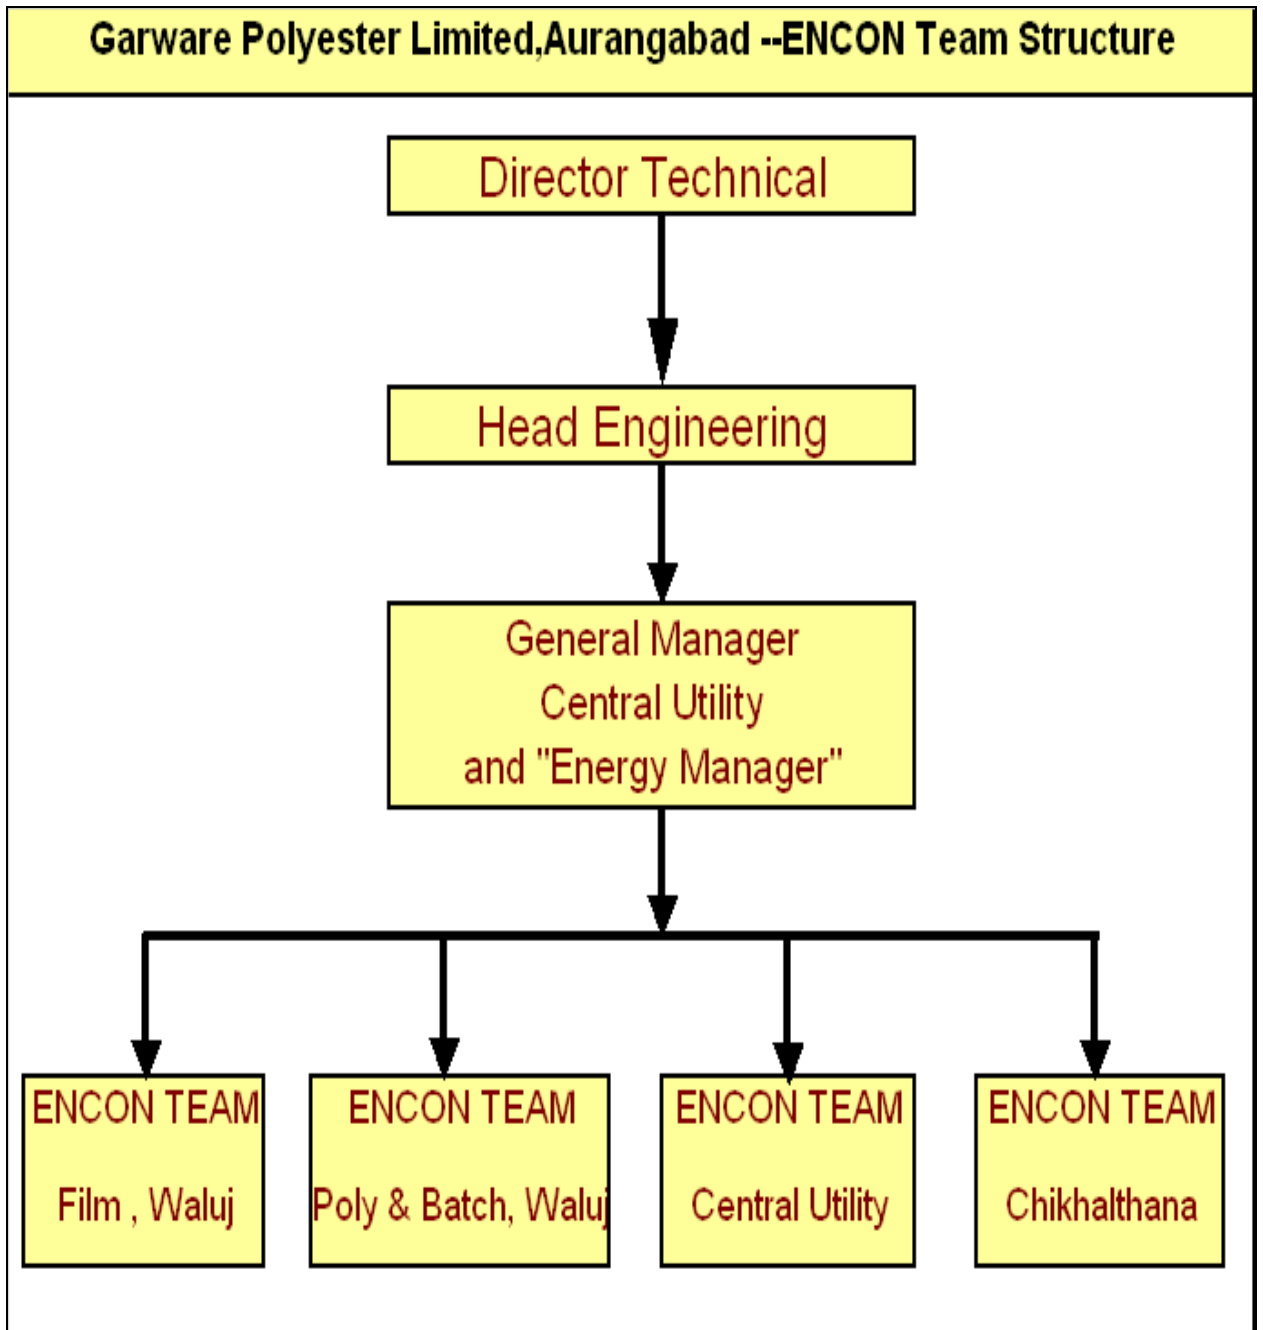 Garware Polyester Limited,Aurangabad --ENCON Team Structure
Director Technical
Head Engineering
General Manager
Central Utility
and "Energy Manager"
ENCON TEAM
Film , Waluj
ENCON TEAM
Poly & Batch, Waluj
ENCON TEAM
Central Utility
ENCON TEAM
Chikhalthana